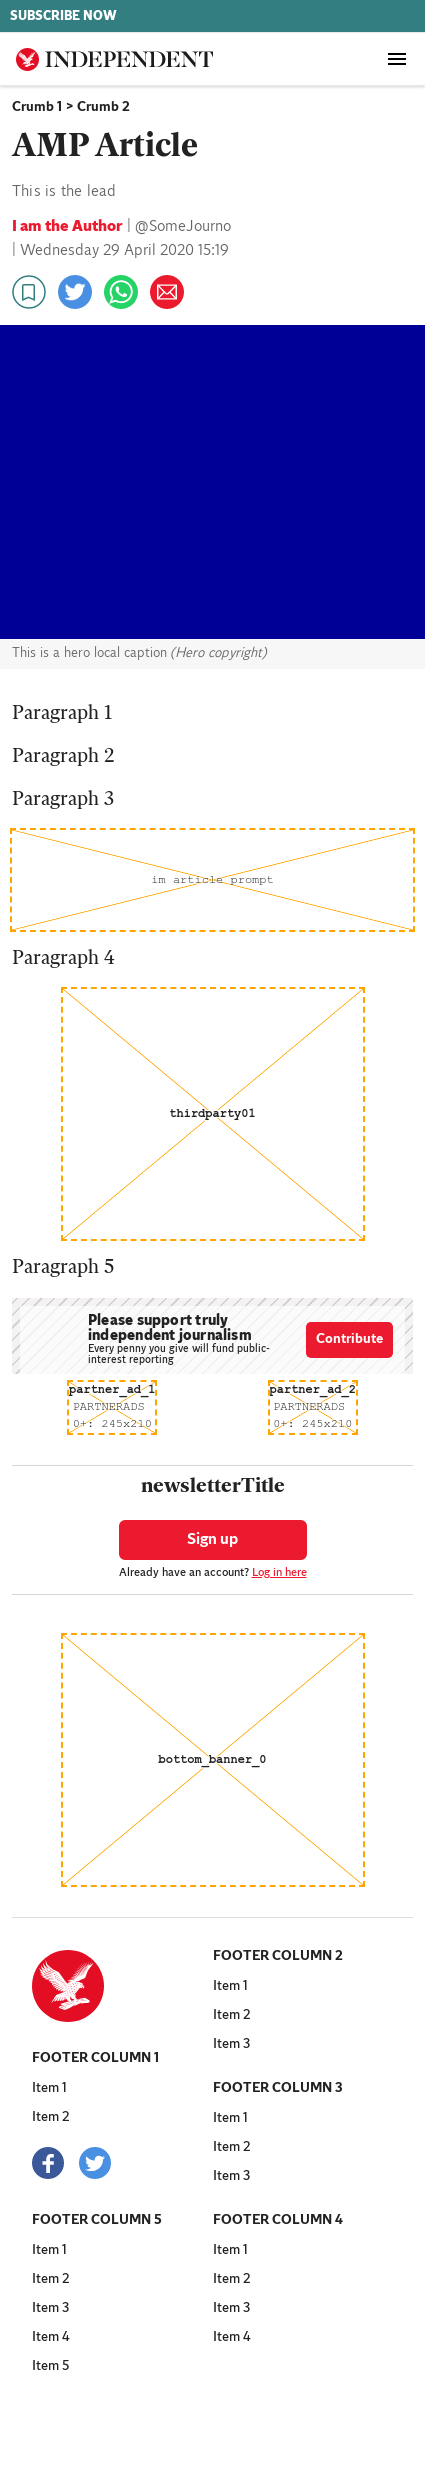 SUBSCRIBE NOW
INDEPENDENT
Crumb 1 > Crumb 2
AMP Article
This is the lead
I am the Author | @SomeJourno
| Wednesday 29 April 2020 15:19
This is a hero local caption (Hero copyright)
Paragraph 1
Paragraph 2
Paragraph 3
im article prompt
Paragraph 4
thirdparty01
Paragraph 5
Please support truly
independent journalism
Every penny you give will fund public-
interest reporting
Contribute
partner_ad_1
PARTNERADS
0+: 245x210
partner_ad_2
PARTNERADS
0+: 245x210
newsletterTitle
Sign up
Already have an account? Log in here
bottom_banner_0
FOOTER COLUMN 1
Item 1
Item 2
FOOTER COLUMN 2
Item 1
Item 2
Item 3
FOOTER COLUMN 3
Item 1
Item 2
Item 3
FOOTER COLUMN 5
Item 1
Item 2
Item 3
Item 4
Item 5
FOOTER COLUMN 4
Item 1
Item 2
Item 3
Item 4